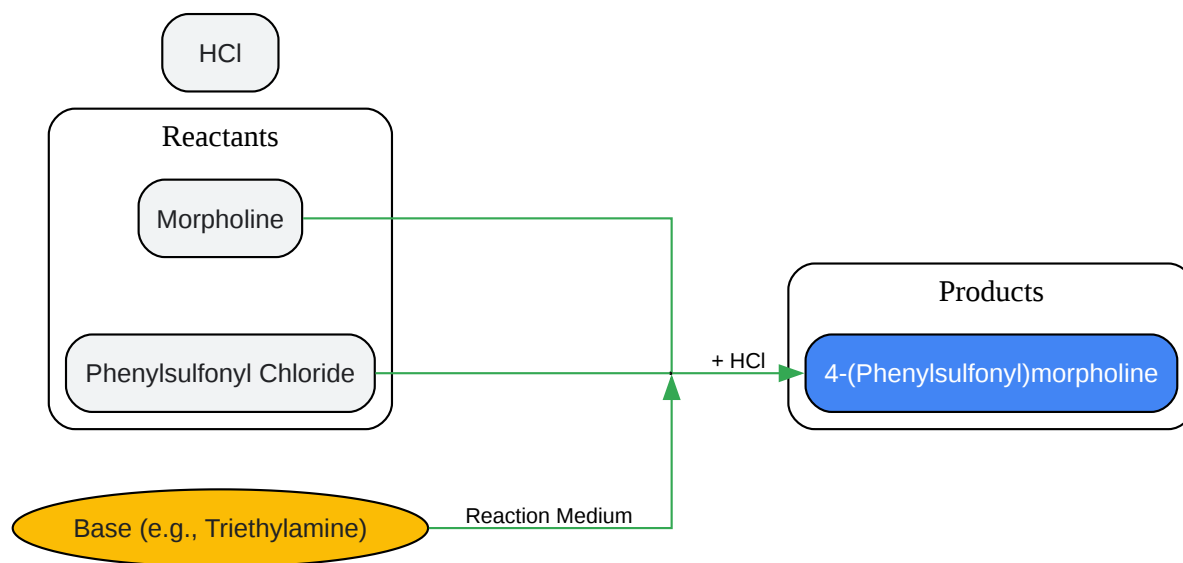 HCl
Reactants
Morpholine
Products
Phenylsulfonyl Chloride
+ HCl
4-(Phenylsulfonyl)morpholine
Base (e.g., Triethylamine)
Reaction Medium